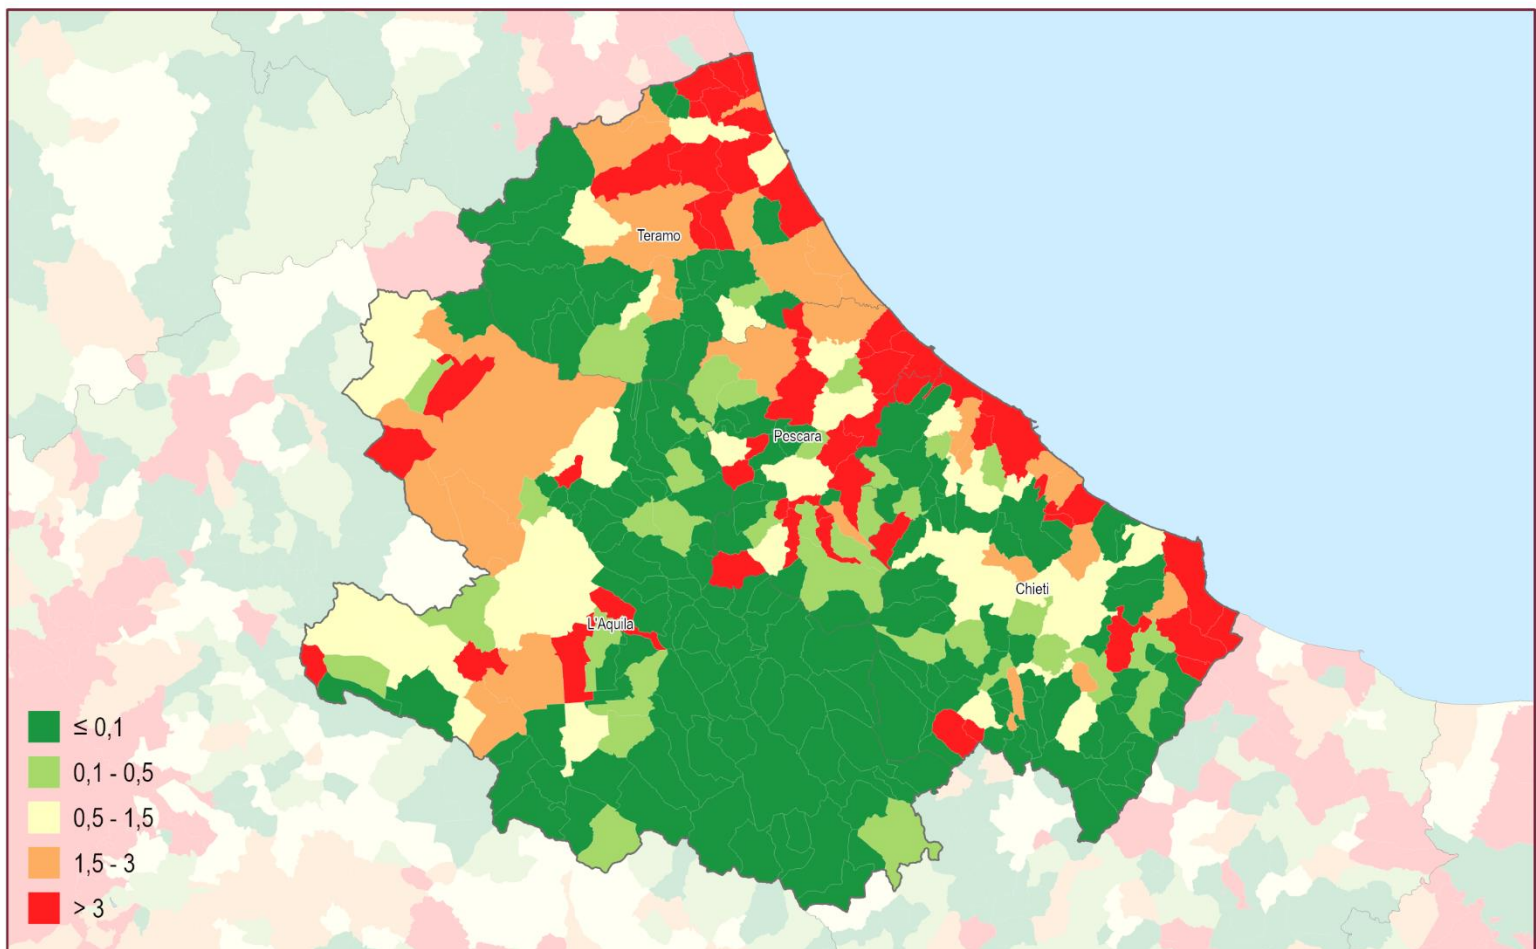 Teramo
Pescara
Chieti
L'Aquila
≤ 0,1
0,1 - 0,5
0,5 - 1,5
1,5 - 3
> 3